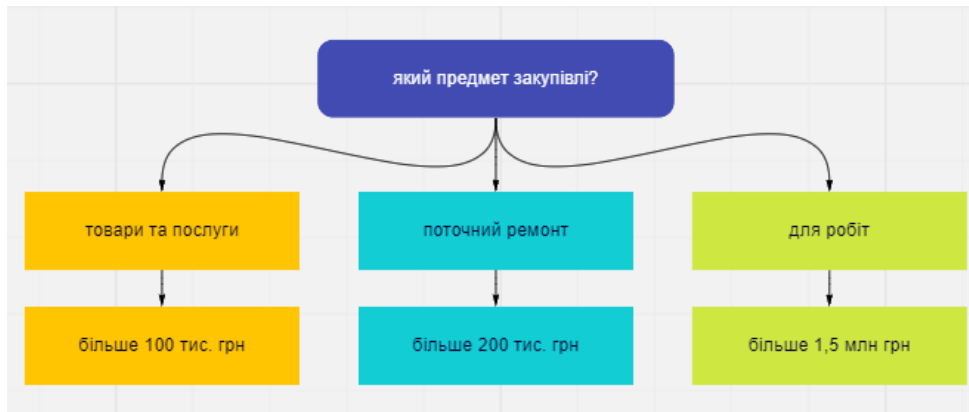 який предмет закупівлі?
товари та послуги
поточний ремонт
для робіт
більше 100 тис. грн
більше 200 тис. грн
більше 1,5 млн грн